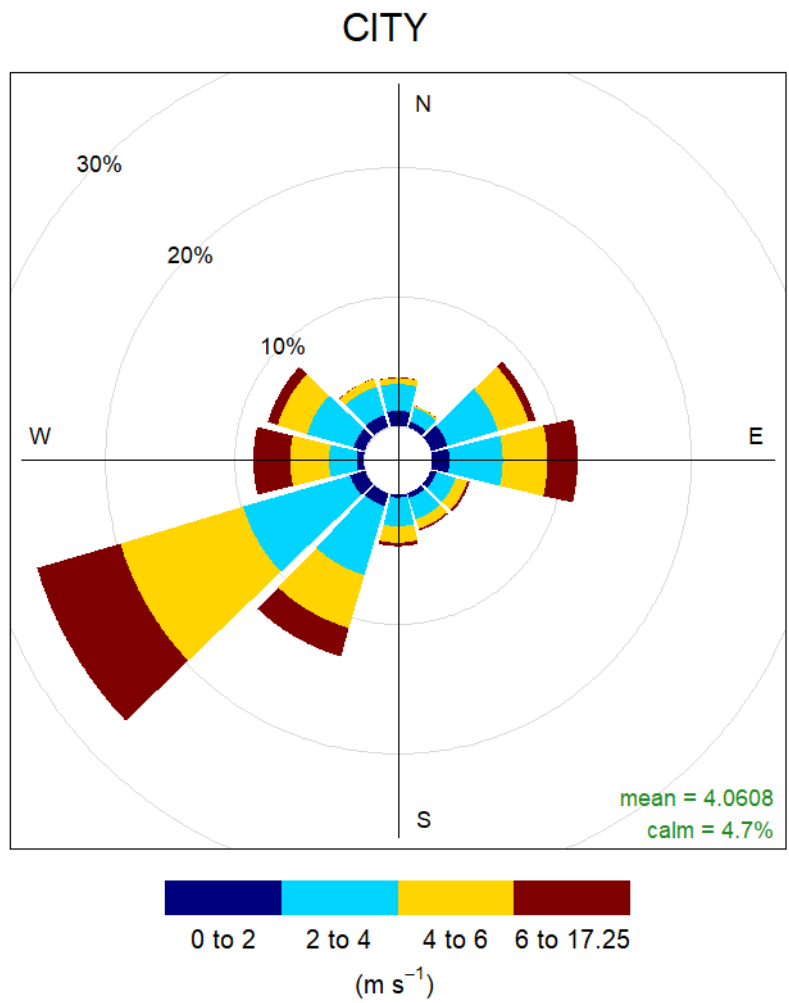 CITY
N
30%
20%
10%
W
E
S
mean = 4.0608
calm = 4.7%
0 to 2
2 to 4
4 to 6
6 to 17.25
(m s⁻¹)